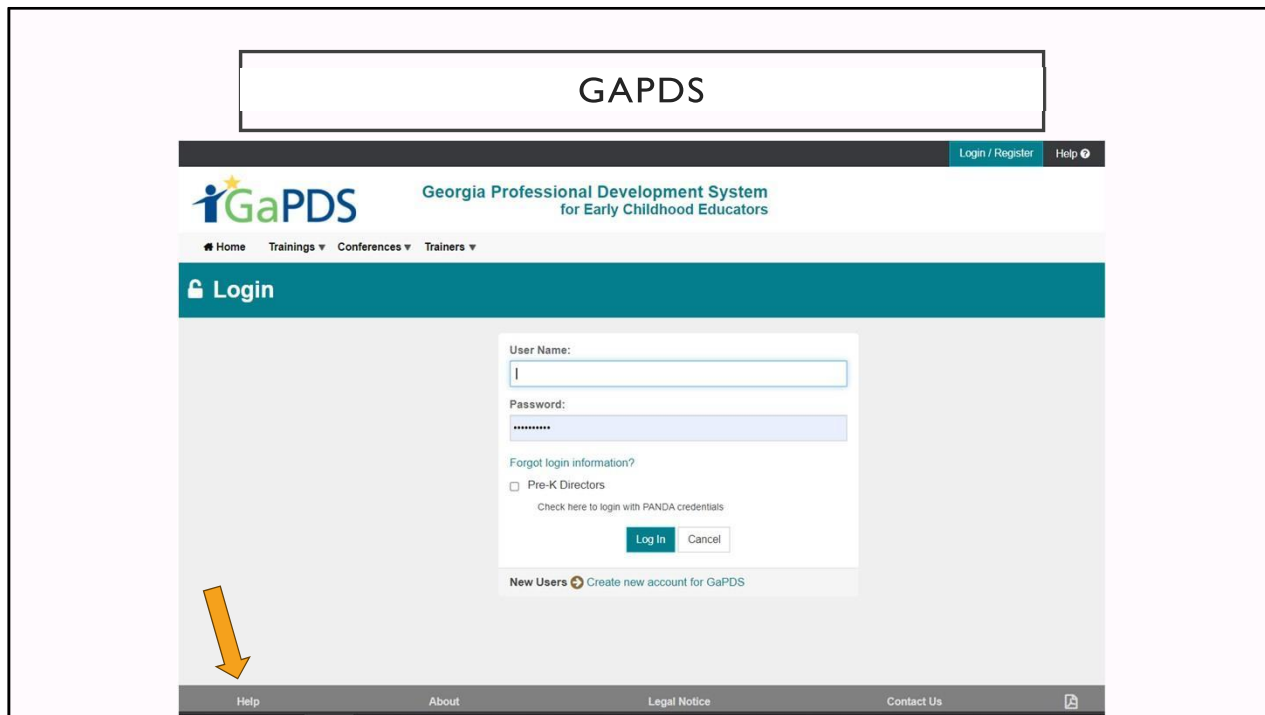 GAPDS
Login / Register Help
GaPDS
Georgia Professional Development System
for Early Childhood Educators
Home Trainings Conferences Trainers
Login
User Name:
Password:
••••••••••
Forgot login information?
Pre-K Directors
Check here to login with PANDA credentials
Log In Cancel
New Users Create new account for GaPDS
Help About Legal Notice Contact Us